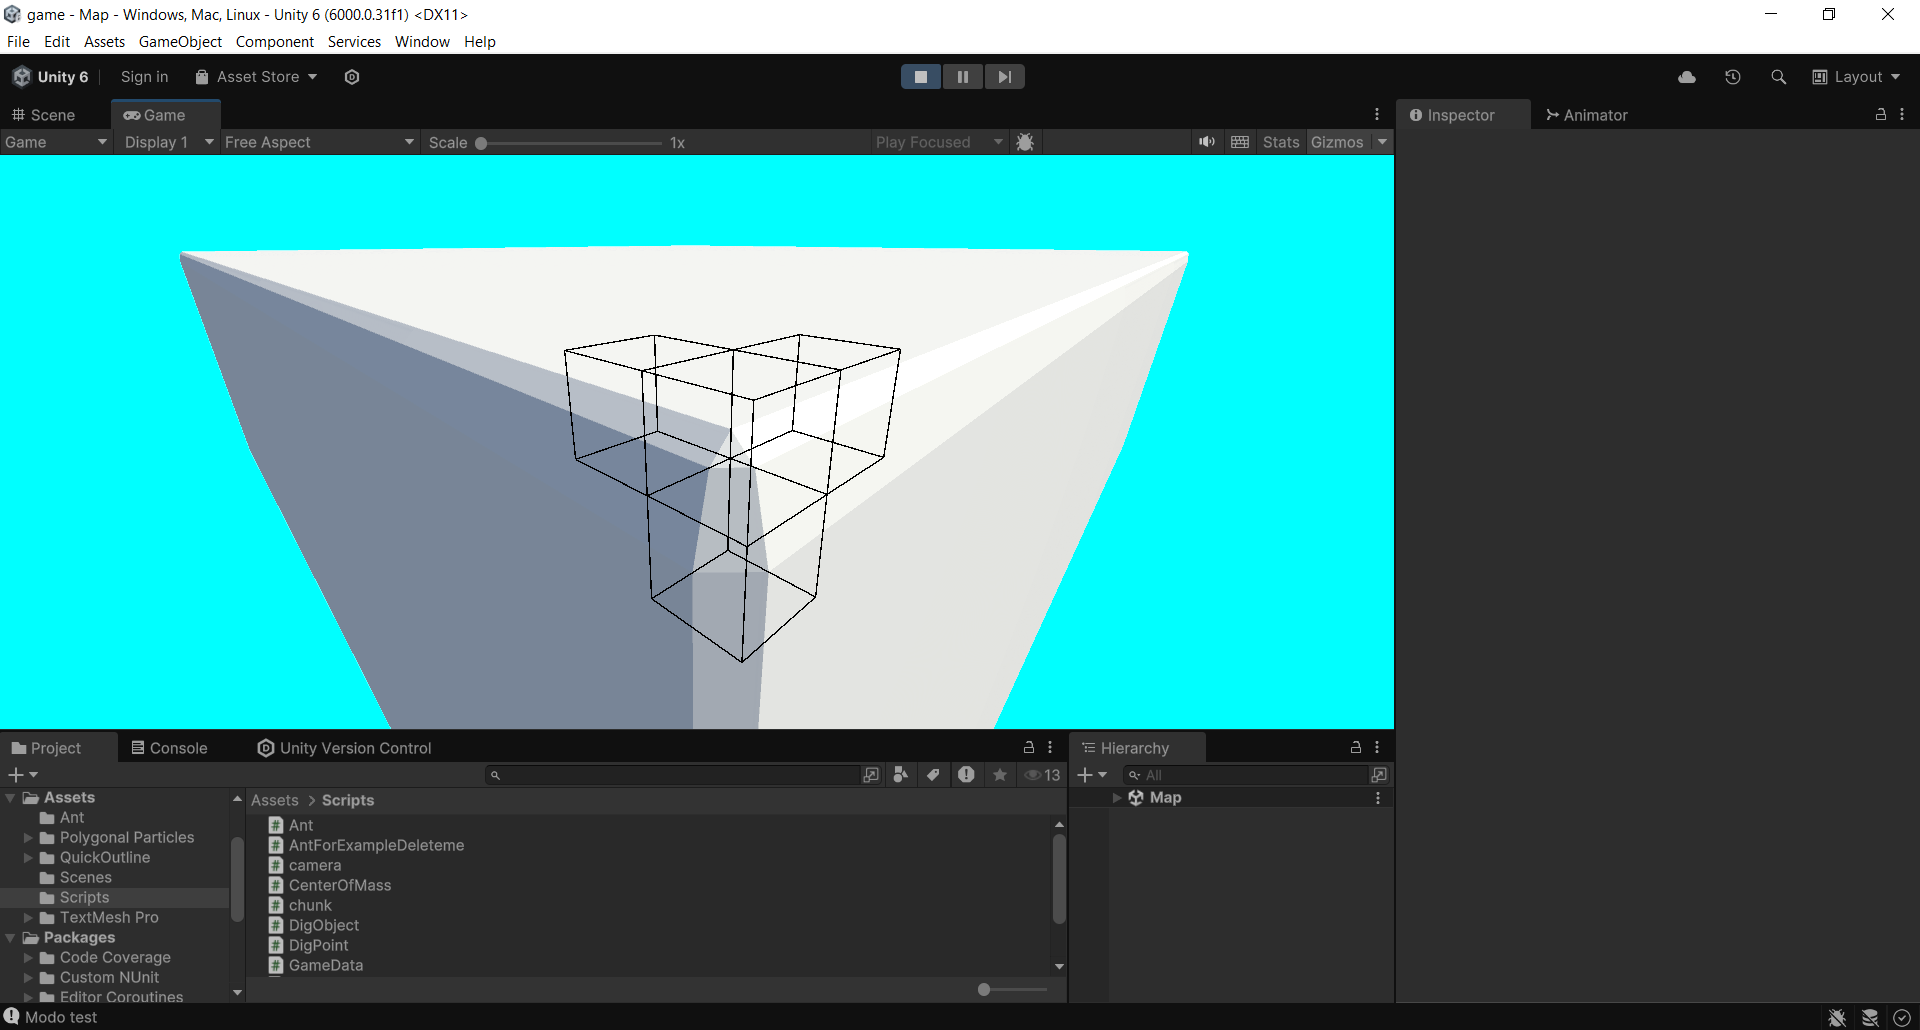 game - Map - Windows, Mac, Linux - Unity 6 (6000.0.31f1) <DX11>
File Edit Assets GameObject Component Services Window Help
Unity 6 Sign in Asset Store Layout
Scene Game Inspector Animator
Game Display 1 Free Aspect Scale 1x Play Focused Stats Gizmos
Project Console Unity Version Control Hierarchy
13 All
Assets
Ant
Polygonal Particles
QuickOutline
Scenes
Scripts
TextMesh Pro
Packages
Code Coverage
Custom NUnit
Editor Coroutines
Assets > Scripts
Ant
AntForExampleDeleteme
camera
CenterOfMass
chunk
DigObject
DigPoint
GameData
Map
Modo test